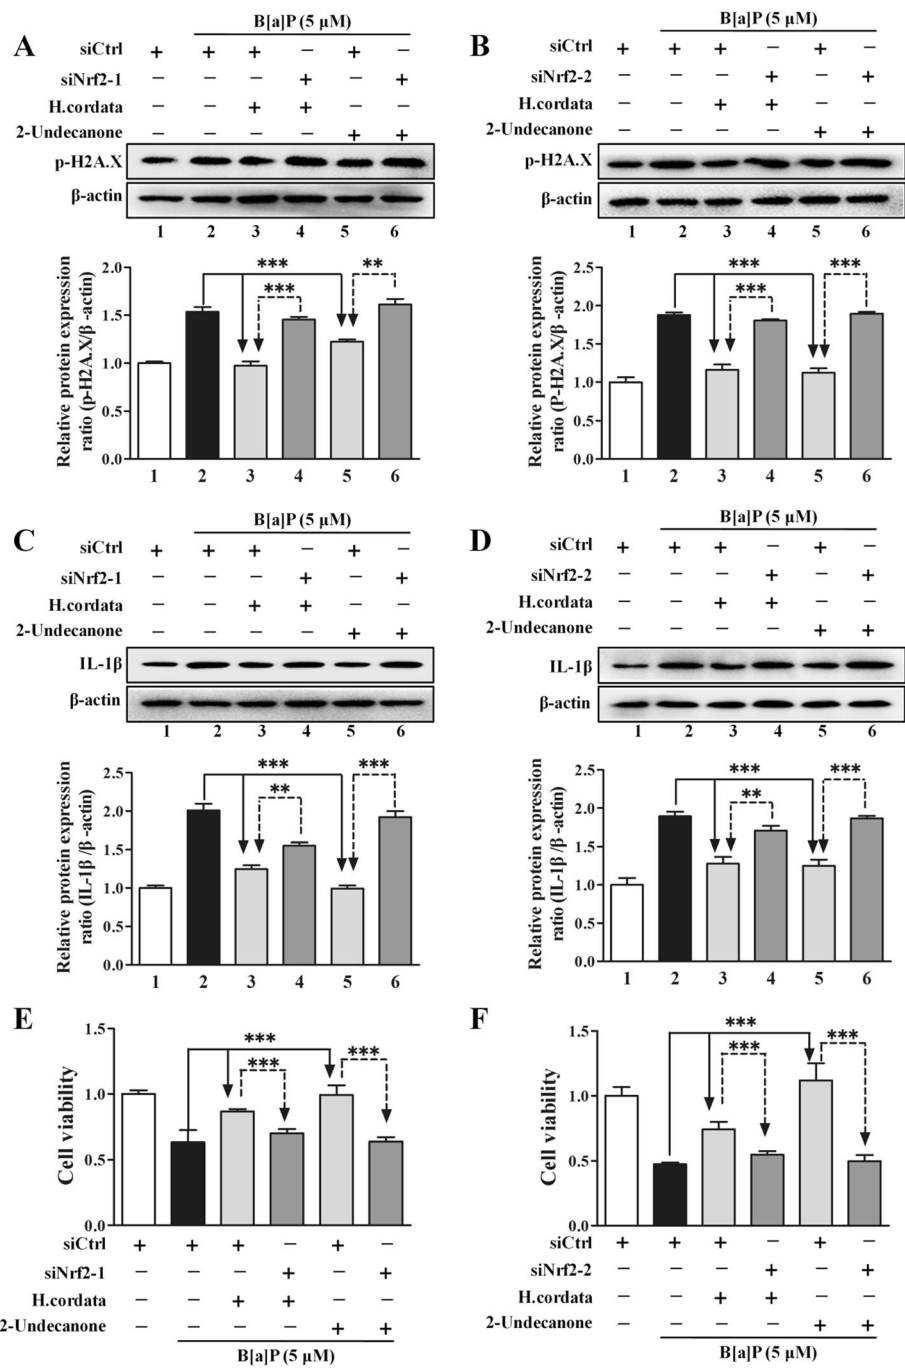 A
B[a]P (5 μM)
siCtrl + + + − + −
siNrf2-1 − − − + − +
H.cordata − − + + − −
2-Undecanone − − − − + +
p-H2A.X
β-actin
1 2 3 4 5 6
Relative protein expression
ratio (p-H2A.X/β -actin)
2.0
1.5
1.0
0.5
0.0
*** **
***
1 2 3 4 5 6
B
B[a]P (5 μM)
siCtrl + + + − + −
siNrf2-2 − − − + − +
H.cordata − − + + − −
2-Undecanone − − − − + +
p-H2A.X
β-actin
1 2 3 4 5 6
Relative protein expression
ratio (P-H2A.X/β -actin)
2.5
2.0
1.5
1.0
0.5
0.0
*** ***
***
1 2 3 4 5 6
C
B[a]P (5 μM)
siCtrl + + + − + −
siNrf2-1 − − − + − +
H.cordata − − + + − −
2-Undecanone − − − − + +
IL-1β
β-actin
1 2 3 4 5 6
Relative protein expression
ratio (IL-1β /β -actin)
2.5
2.0
1.5
1.0
0.5
0.0
*** ***
**
1 2 3 4 5 6
D
B[a]P (5 μM)
siCtrl + + + − + −
siNrf2-2 − − − + − +
H.cordata − − + + − −
2-Undecanone − − − − + +
IL-1β
β-actin
1 2 3 4 5 6
Relative protein expression
ratio (IL-1β /β -actin)
2.5
2.0
1.5
1.0
0.5
0.0
*** ***
**
1 2 3 4 5 6
E
Cell viability
1.5
1.0
0.5
0.0
*** ***
***
siCtrl + + + − + −
siNrf2-1 − − − + − +
H.cordata − − + + − −
2-Undecanone − − − − + +
B[a]P (5 μM)
F
Cell viability
1.5
1.0
0.5
0.0
*** ***
***
siCtrl + + + − + −
siNrf2-2 − − − + − +
H.cordata − − + + − −
2-Undecanone − − − − + +
B[a]P (5 μM)